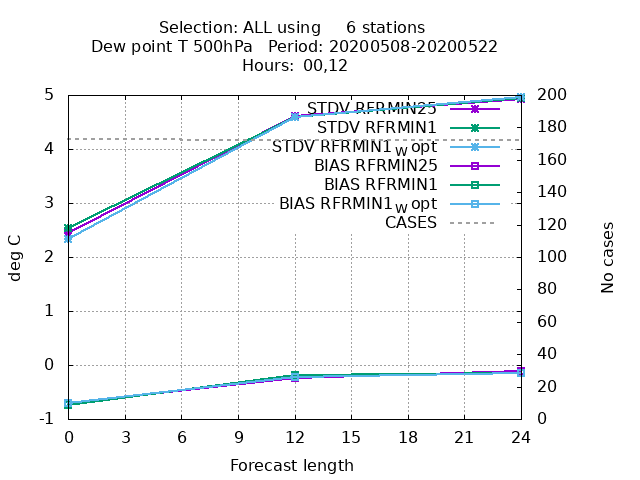 Selection: ALL using     6 stations
Dew point T 500hPa   Period: 20200508-20200522
Hours: 00,12
5
4
3
2
1
0
-1
deg C
200
180
160
140
120
100
80
60
40
20
0
No cases
STDV RFRMIN25
STDV RFRMIN1
STDV RFRMIN1_w opt
BIAS RFRMIN25
BIAS RFRMIN1
BIAS RFRMIN1_w opt
CASES
0 3 6 9 12 15 18 21 24
Forecast length